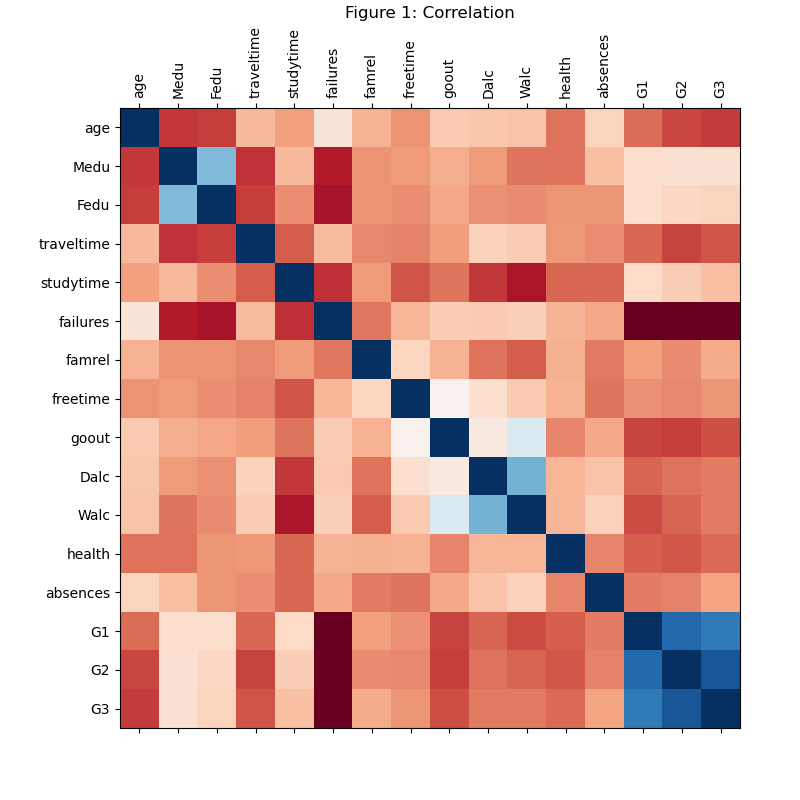 Figure 1: Correlation
age Medu Fedu traveltime studytime failures famrel freetime goout Dalc Walc health absences G1 G2 G3
age
Medu
Fedu
traveltime
studytime
failures
famrel
freetime
goout
Dalc
Walc
health
absences
G1
G2
G3